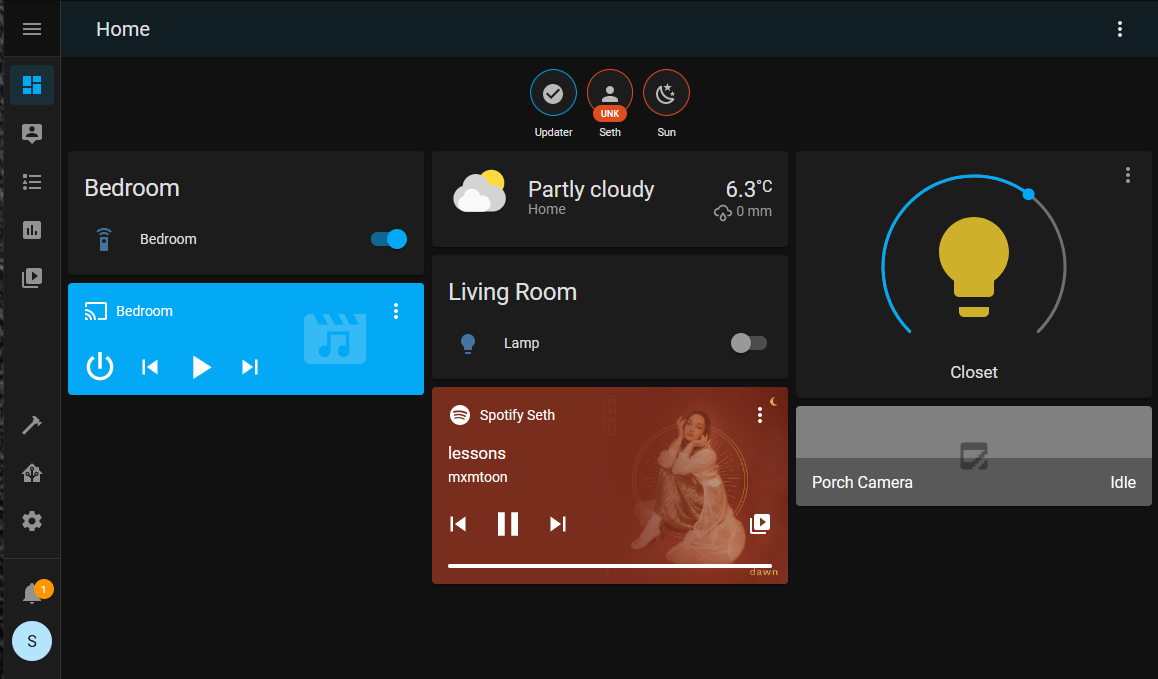 Home
UNK
Updater
Seth
Sun
Bedroom
Bedroom
Bedroom
Partly cloudy
Home
6.3°C
0 mm
Living Room
Lamp
Spotify Seth
lessons
mxmtoon
dawn
Closet
Porch Camera
Idle
1
S